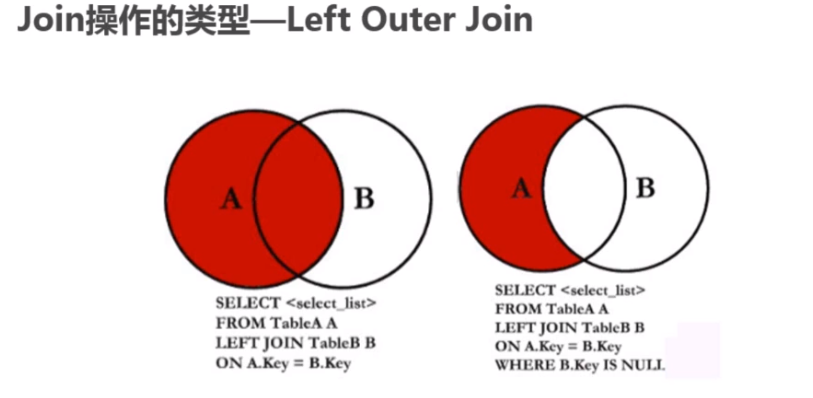 Join操作的类型—Left Outer Join
A
B
SELECT <select_list>
FROM TableA A
LEFT JOIN TableB B
ON A.Key = B.Key
A
B
SELECT <select_list>
FROM TableA A
LEFT JOIN TableB B
ON A.Key = B.Key
WHERE B.Key IS NULL